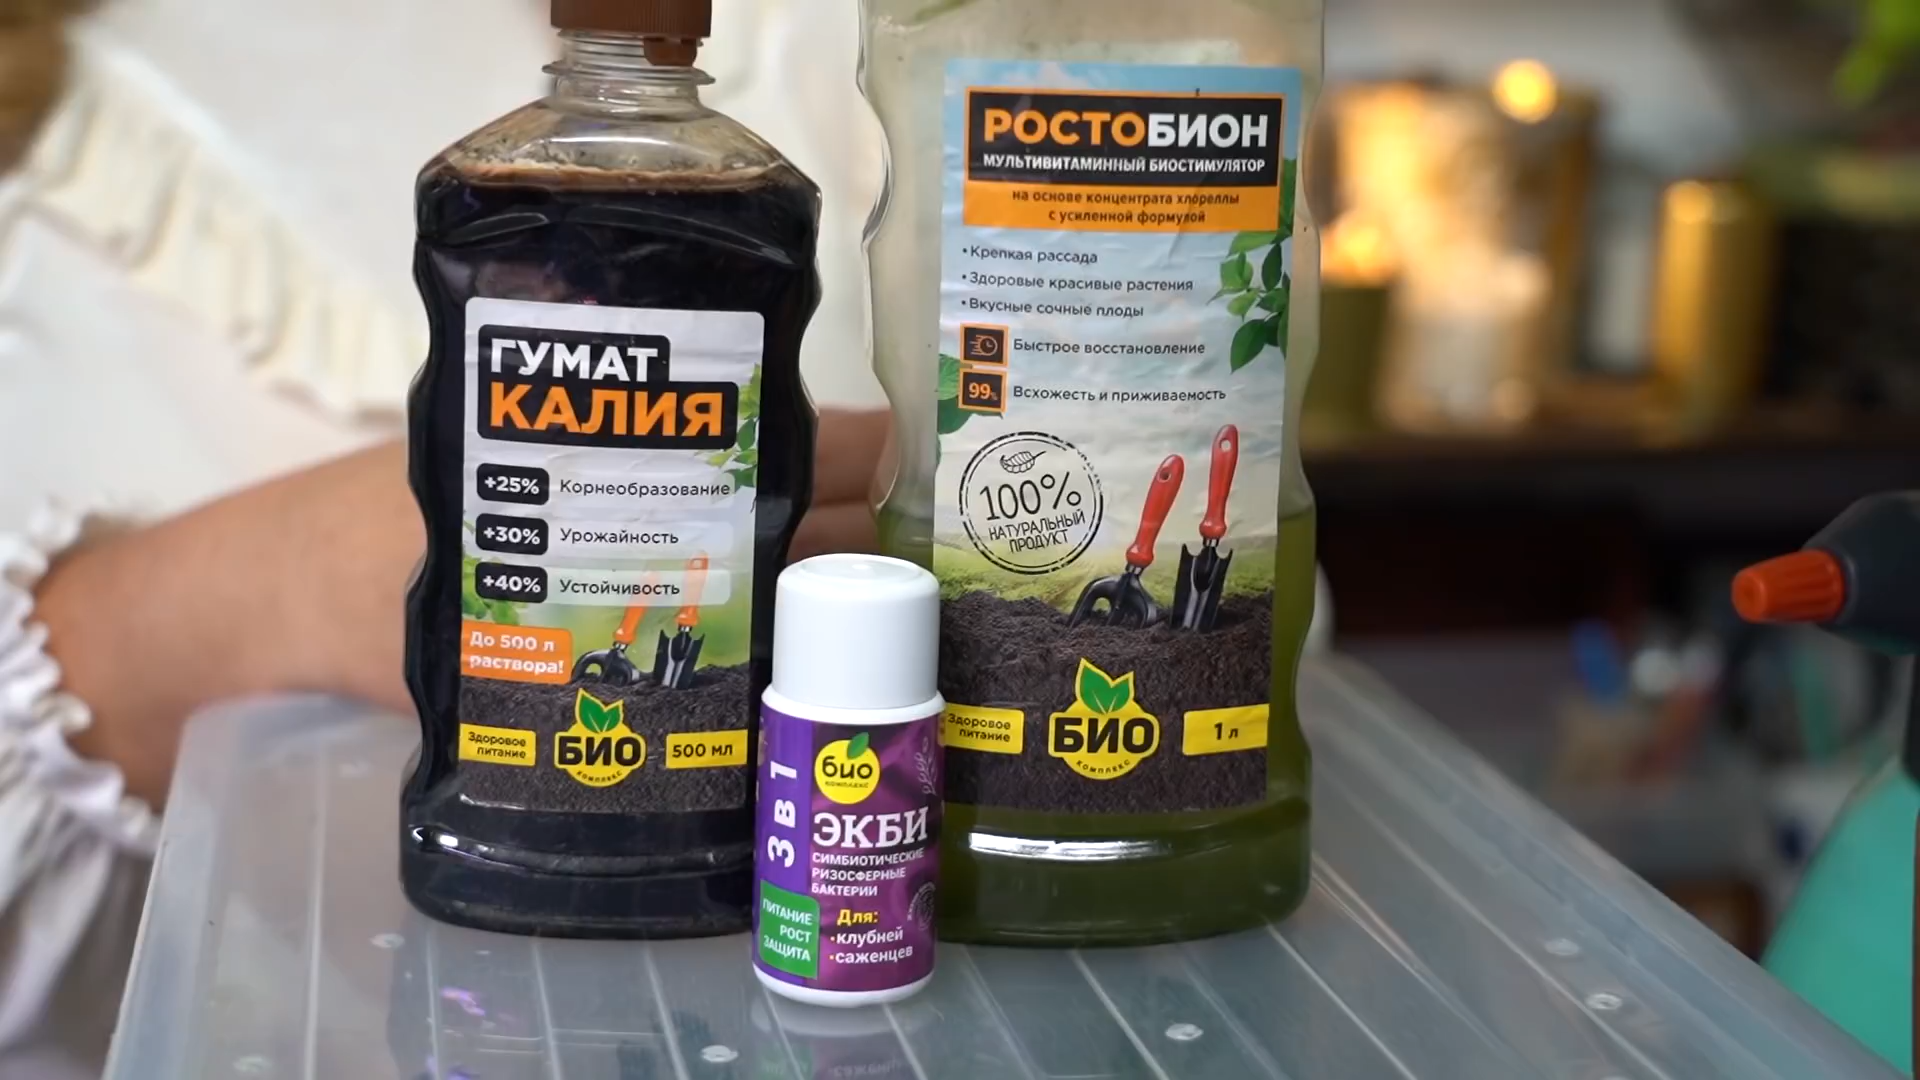 ГУМАТ
КАЛИЯ
+25% Корнеобразование
+30% Урожайность
+40% Устойчивость
До 500 л
раствора!
Здоровое
питание
БИО
КОМПЛЕКС
500 мл
РОСТОБИОН
МУЛЬТИВИТАМИННЫЙ БИОСТИМУЛЯТОР
на основе концентрата хлореллы
с усиленной формулой
• Крепкая рассада
• Здоровые красивые растения
• Вкусные сочные плоды
Быстрое восстановление
99% Всхожесть и приживаемость
100%
НАТУРАЛЬНЫЙ
ПРОДУКТ
Здоровое
питание
БИО
КОМПЛЕКС
1 л
био
КОМПЛЕКС
3 в 1
ЭКБИ
СИМБИОТИЧЕСКИЕ
РИЗОСФЕРНЫЕ
БАКТЕРИИ
ПИТАНИЕ
РОСТ
ЗАЩИТА
Для:
•клубней
•саженцев